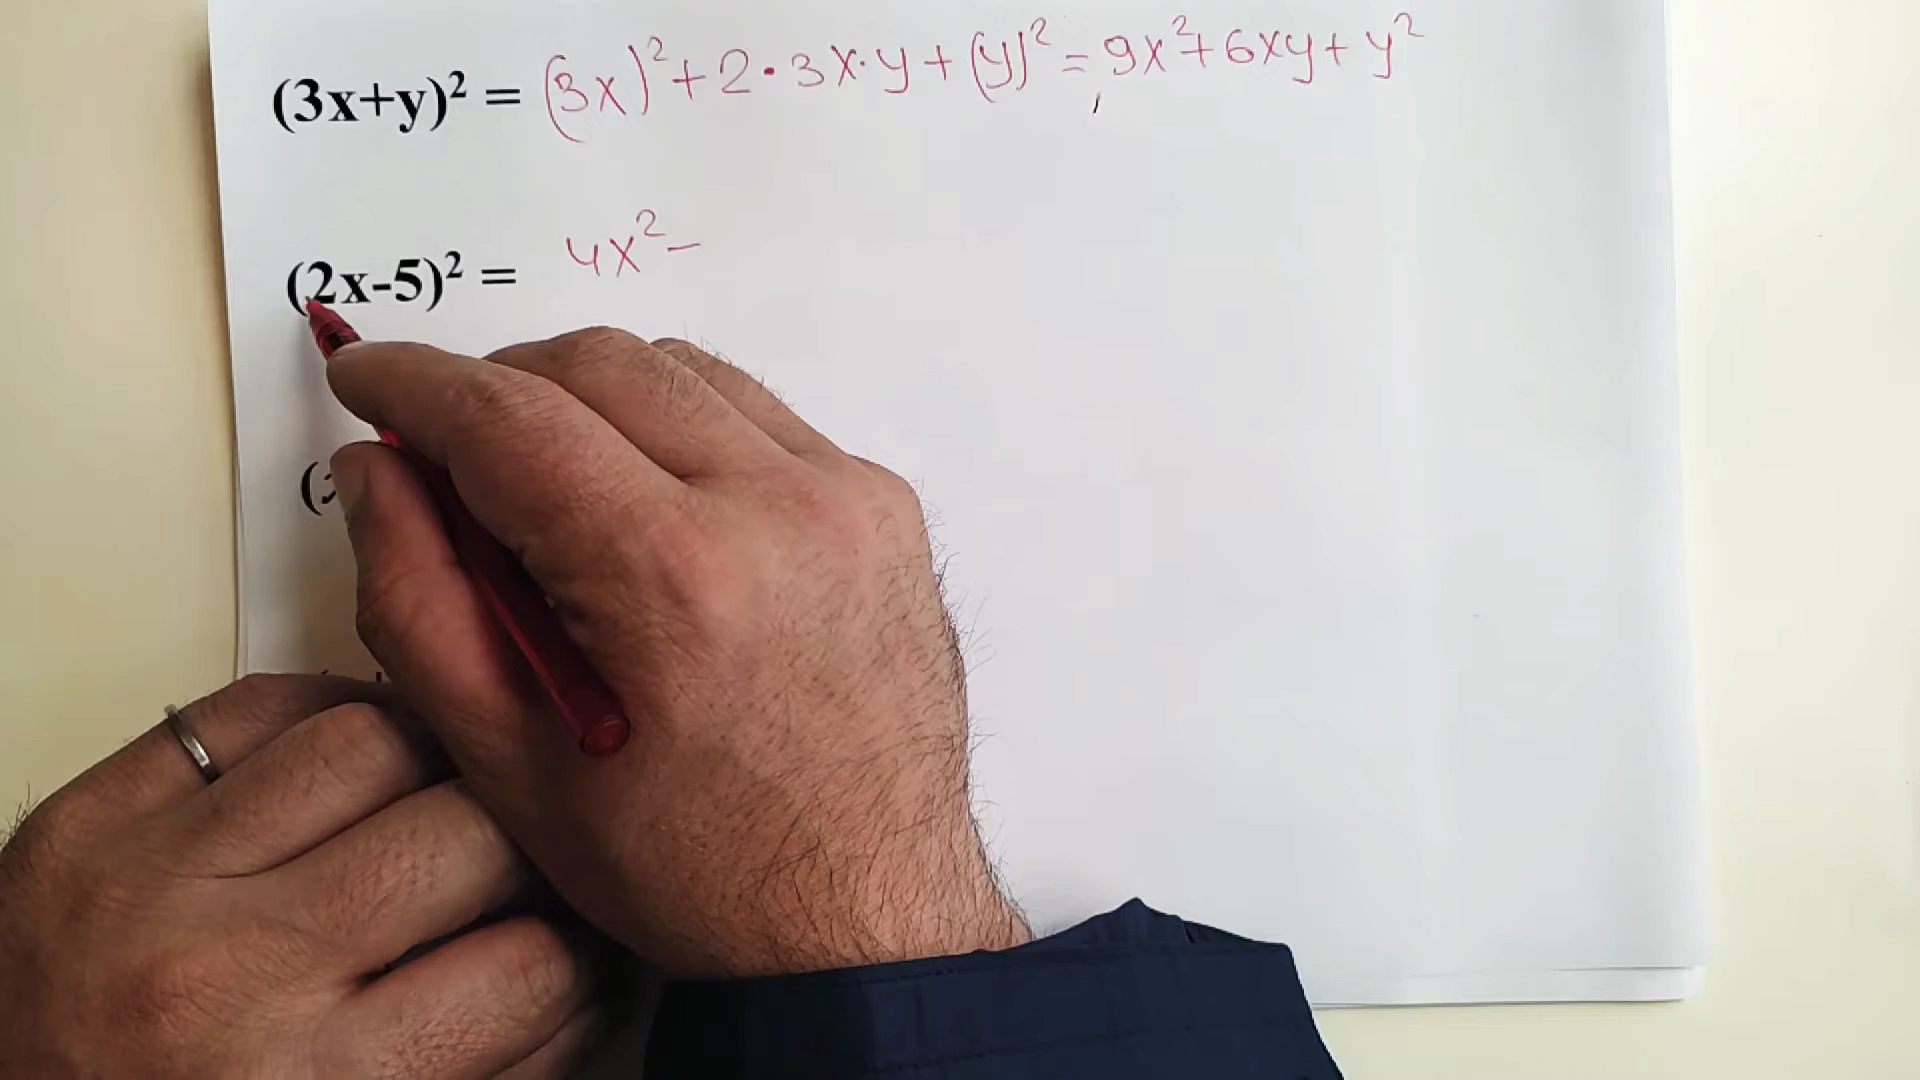 (3x+y)² = (3x)²+2·3x·y+(y)²=9x²+6xy+y²
(2x-5)² = 4x²-
(